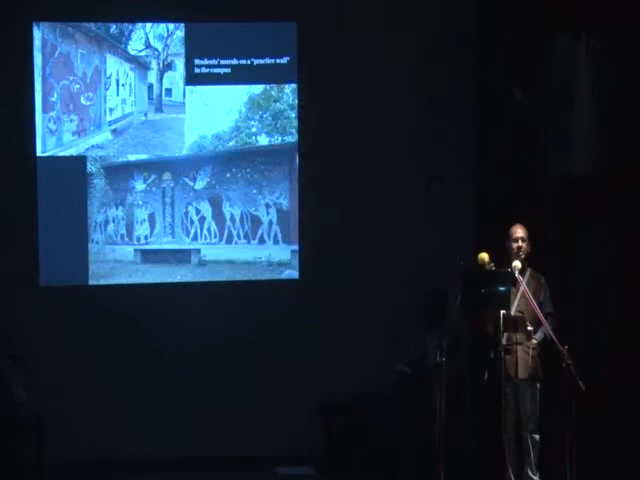 Students' murals on a "practice wall"
in the campus